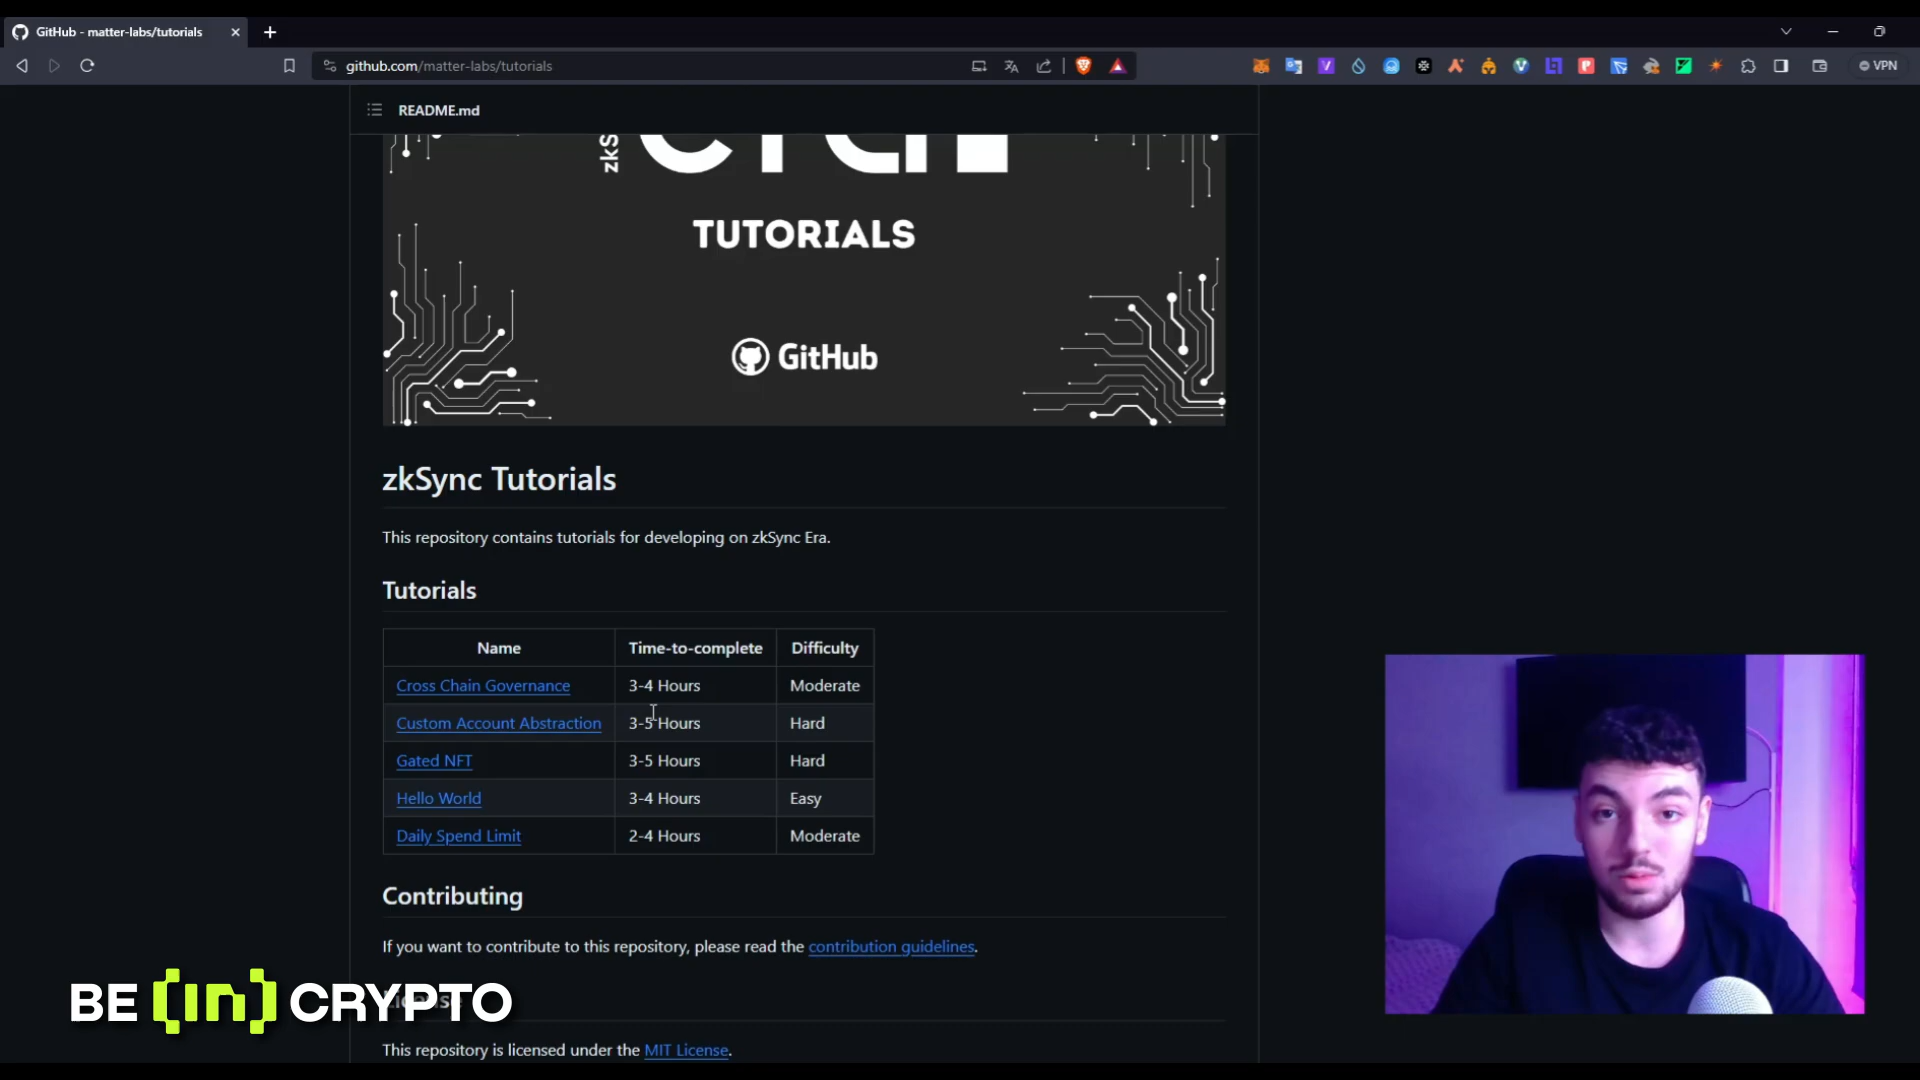 GitHub - matter-labs/tutorials
github.com/matter-labs/tutorials
VPN
README.md
zkS
era
TUTORIALS
GitHub
zkSync Tutorials
This repository contains tutorials for developing on zkSync Era.
Tutorials
Name Time-to-complete Difficulty
Cross Chain Governance 3-4 Hours Moderate
Custom Account Abstraction 3-5 Hours Hard
Gated NFT 3-5 Hours Hard
Hello World 3-4 Hours Easy
Daily Spend Limit 2-4 Hours Moderate
Contributing
If you want to contribute to this repository, please read the contribution guidelines.
BE [in] CRYPTO
License
This repository is licensed under the MIT License.